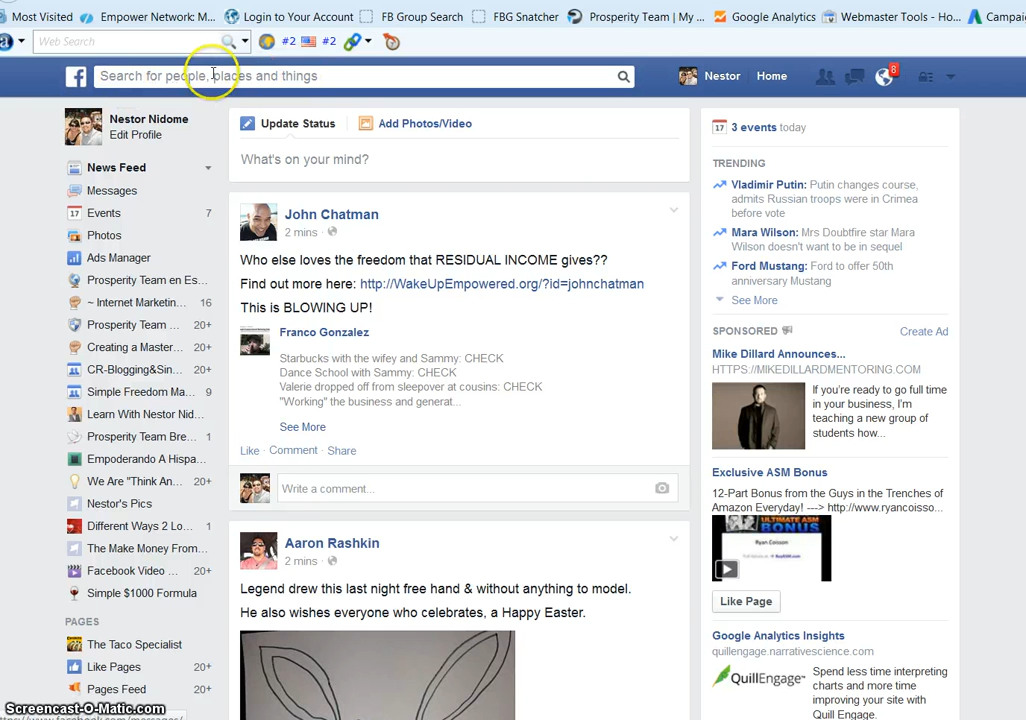 Most Visited Empower Network: M... Login to Your Account FB Group Search FBG Snatcher Prosperity Team | My ... Google Analytics Webmaster Tools - Ho... Campai
a Web Search #2 #2
f Search for people, places and things Nestor Home 8
Nestor Nidome
Edit Profile
News Feed
Messages
17 Events 7
Photos
Ads Manager
Prosperity Team en Es...
~ Internet Marketin... 16
Prosperity Team ... 20+
Creating a Master... 20+
CR-Blogging&Sin... 20+
Simple Freedom Ma... 9
Learn With Nestor Nid...
Prosperity Team Bre... 1
Empoderando A Hispa...
We Are "Think An... 20+
Nestor's Pics
Different Ways 2 Lo... 1
The Make Money From...
Facebook Video ... 20+
Simple $1000 Formula
PAGES
The Taco Specialist
Like Pages 20+
Pages Feed 20+
Update Status Add Photos/Video
What's on your mind?
John Chatman
2 mins
Who else loves the freedom that RESIDUAL INCOME gives??
Find out more here: http://WakeUpEmpowered.org/?id=johnchatman
This is BLOWING UP!
Franco Gonzalez
Starbucks with the wifey and Sammy: CHECK
Dance School with Sammy: CHECK
Valerie dropped off from sleepover at cousins: CHECK
"Working" the business and generat...
See More
Like · Comment · Share
Write a comment...
Aaron Rashkin
2 mins
Legend drew this last night free hand & without anything to model.
He also wishes everyone who celebrates, a Happy Easter.
17 3 events today
TRENDING
Vladimir Putin: Putin changes course,
admits Russian troops were in Crimea
before vote
Mara Wilson: Mrs Doubtfire star Mara
Wilson doesn't want to be in sequel
Ford Mustang: Ford to offer 50th
anniversary Mustang
See More
SPONSORED Create Ad
Mike Dillard Announces...
HTTPS://MIKEDILLARDMENTORING.COM
If you're ready to go full time
in your business, I'm
teaching a new group of
students how...
Exclusive ASM Bonus
12-Part Bonus from the Guys in the Trenches of
Amazon Everyday! ---> http://www.ryancoisso...
ULTIMATE ASM
BONUS
Ryan Coisson
Like Page
Google Analytics Insights
quillengage.narrativescience.com
QuillEngage
Spend less time interpreting
charts and more time
improving your site with
Quill Engage.
Screencast-O-Matic.com